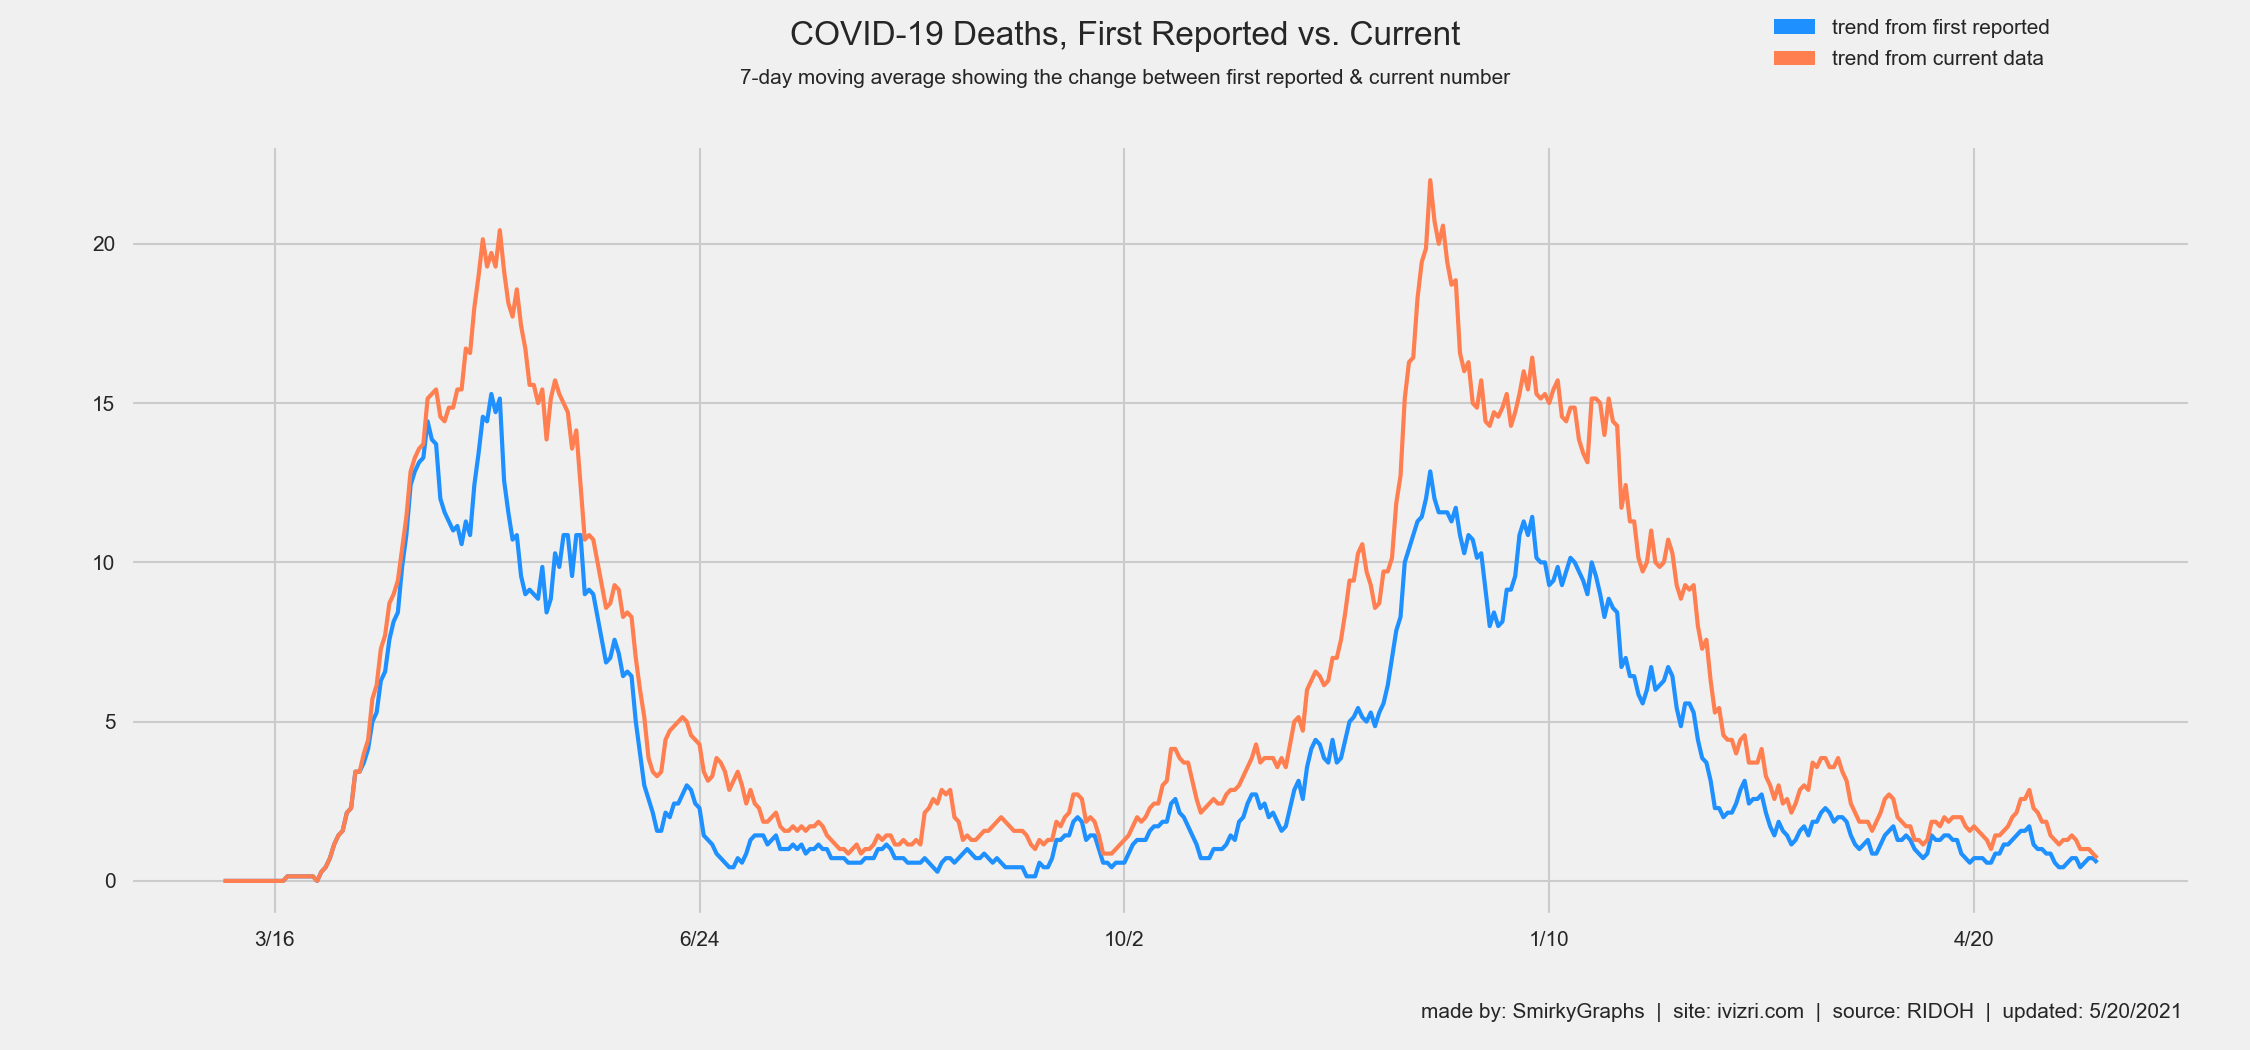 COVID-19 Deaths, First Reported vs. Current
7-day moving average showing the change between first reported & current number
trend from first reported
trend from current data
20
15
10
5
0
3/16 6/24 10/2 1/10 4/20
made by: SmirkyGraphs | site: ivizri.com | source: RIDOH | updated: 5/20/2021